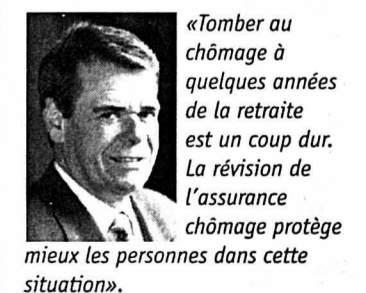 «Tomber au
chômage à
quelques années
de la retraite
est un coup dur.
La révision de
l'assurance
chômage protège
mieux les personnes dans cette
situation».